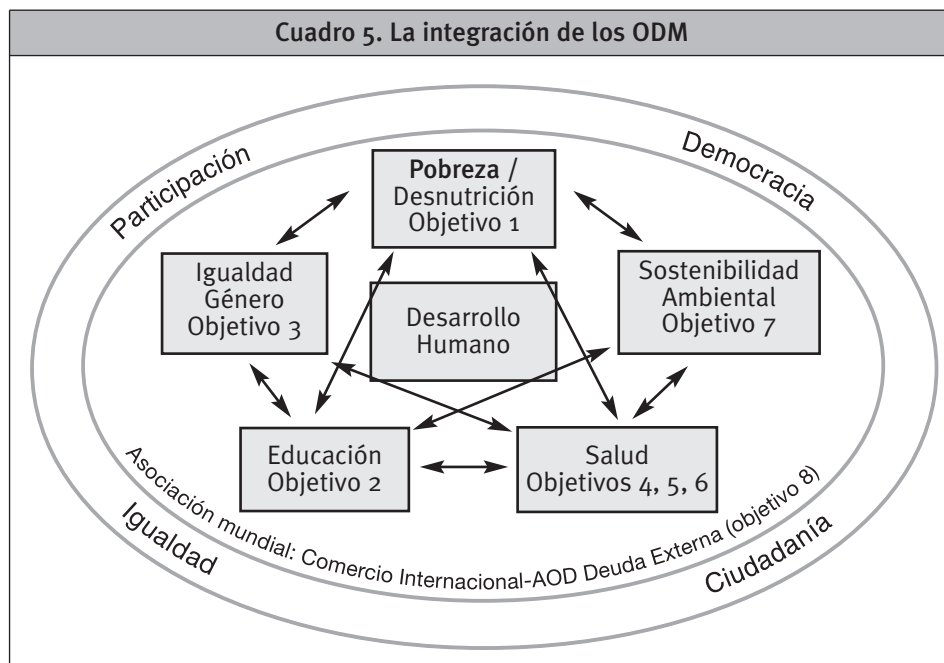 Cuadro 5. La integración de los ODM
Participación
Democracia
Pobreza /
Desnutrición
Objetivo 1
Igualdad
Género
Objetivo 3
Sostenibilidad
Ambiental
Objetivo 7
Desarrollo
Humano
Educación
Objetivo 2
Salud
Objetivos 4, 5, 6
Asociación mundial: Comercio Internacional-AOD Deuda Externa (objetivo 8)
Igualdad
Ciudadanía